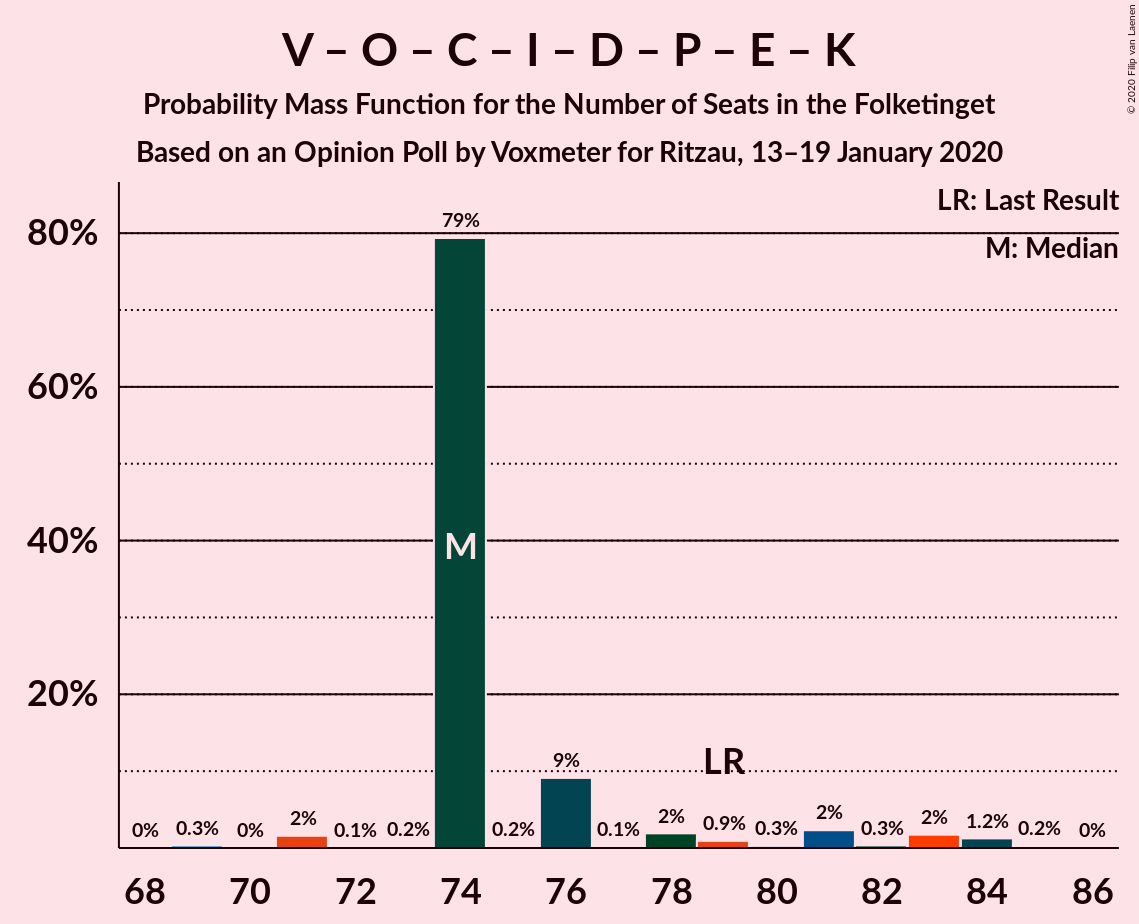 V – O – C – I – D – P – E – K
Probability Mass Function for the Number of Seats in the Folketinget
Based on an Opinion Poll by Voxmeter for Ritzau, 13–19 January 2020
© 2020 Filip van Laenen
LR: Last Result
M: Median
80%
60%
40%
20%
79%
M
9%
LR
0%
0.3%
0%
2%
0.1%
0.2%
0.2%
0.1%
2%
0.9%
0.3%
2%
0.3%
2%
1.2%
0.2%
0%
68 70 72 74 76 78 80 82 84 86